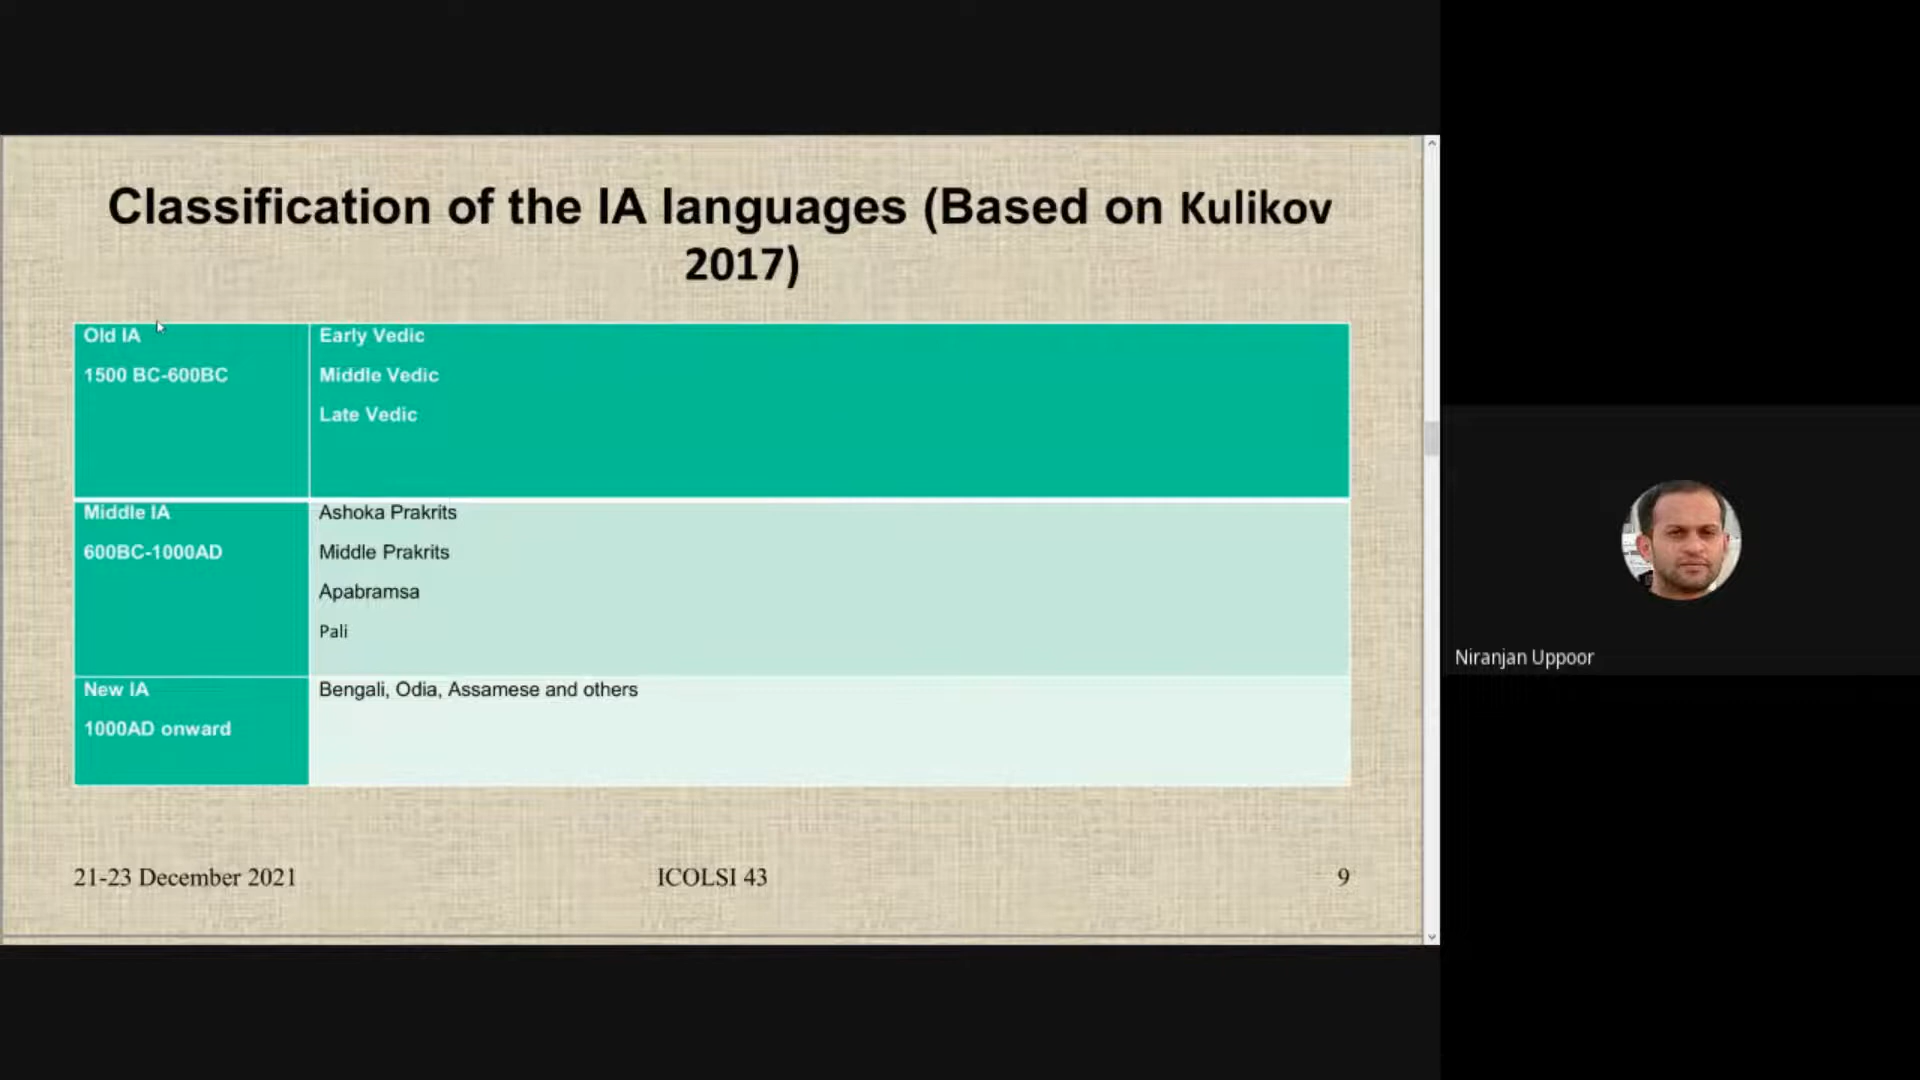 Classification of the IA languages (Based on Kulikov
2017)
Old IA
1500 BC-600BC
Early Vedic
Middle Vedic
Late Vedic
Middle IA
600BC-1000AD
Ashoka Prakrits
Middle Prakrits
Apabramsa
Pali
New IA
1000AD onward
Bengali, Odia, Assamese and others
21-23 December 2021
ICOLSI 43
9
Niranjan Uppoor